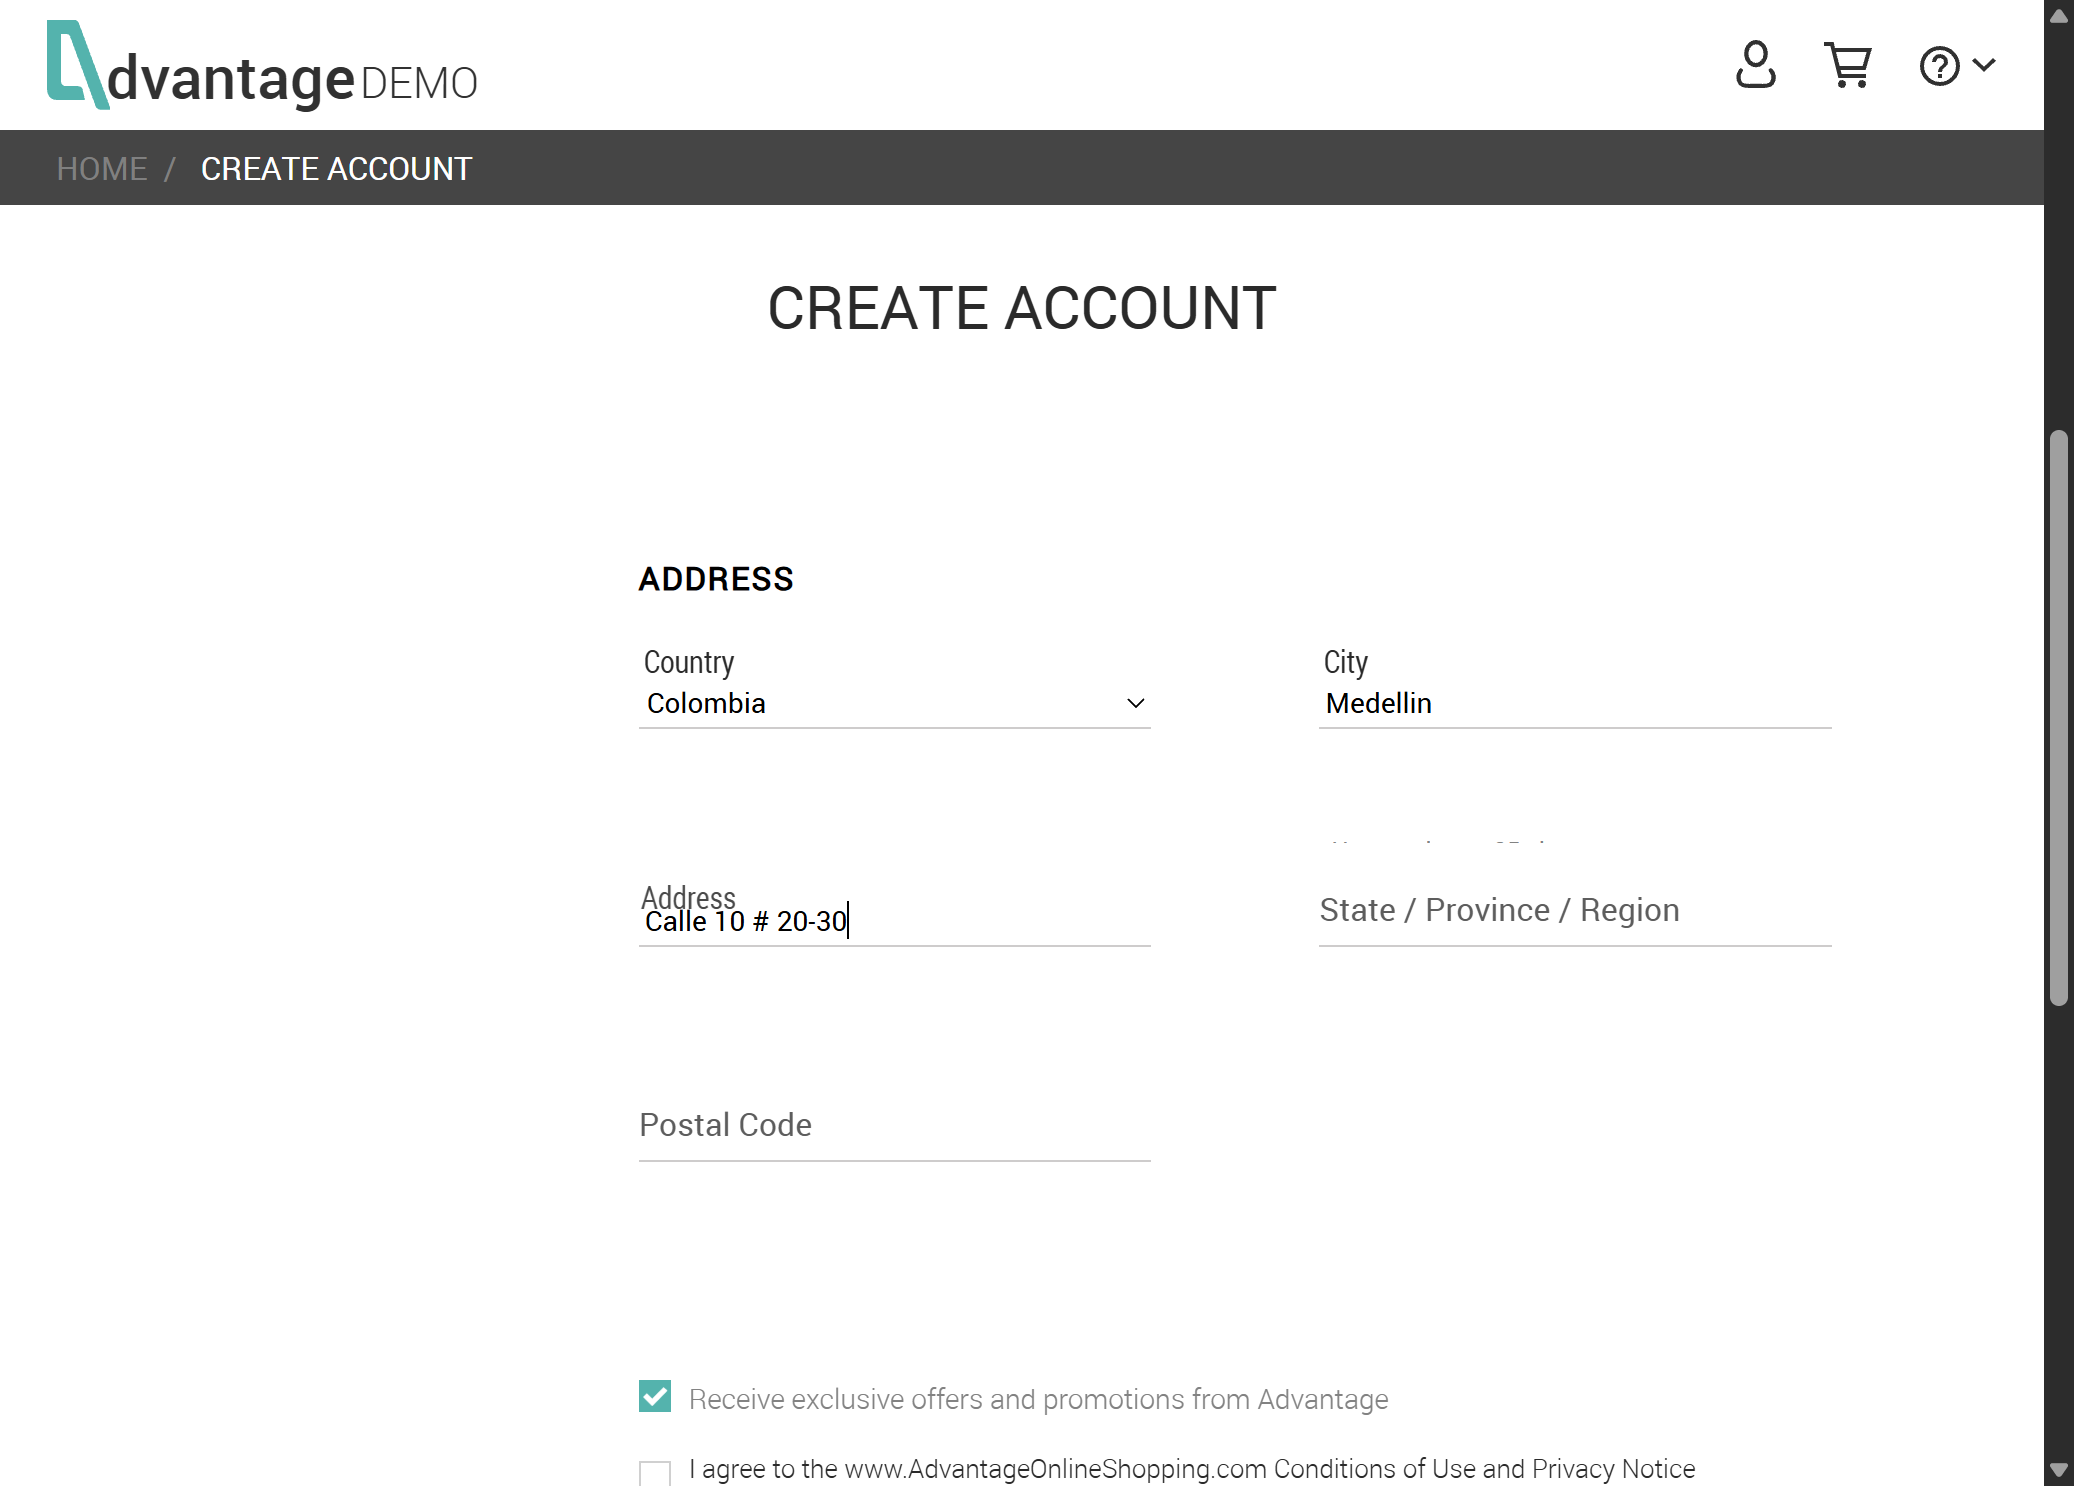 dvantage DEMO
HOME / CREATE ACCOUNT
CREATE ACCOUNT
ADDRESS
Country
Colombia
City
Medellin
Address
Calle 10 # 20-30
State / Province / Region
Postal Code
Receive exclusive offers and promotions from Advantage
I agree to the www.AdvantageOnlineShopping.com Conditions of Use and Privacy Notice